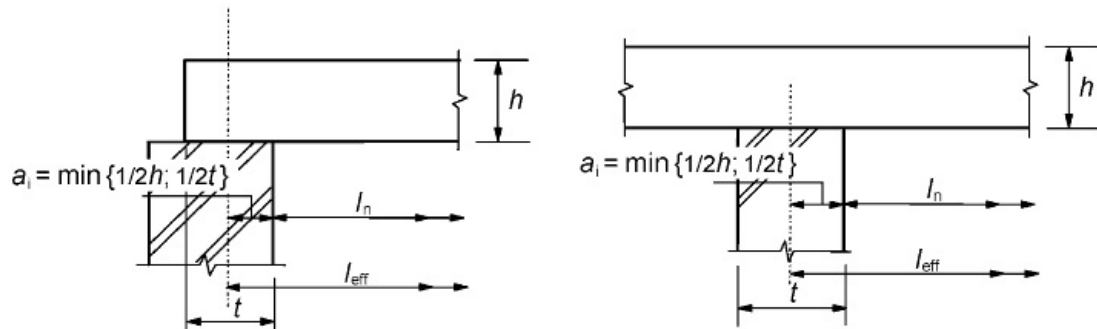 h
a_i = min {1/2h; 1/2t}
l_n
l_eff
t
h
a_i = min {1/2h; 1/2t}
l_n
l_eff
t